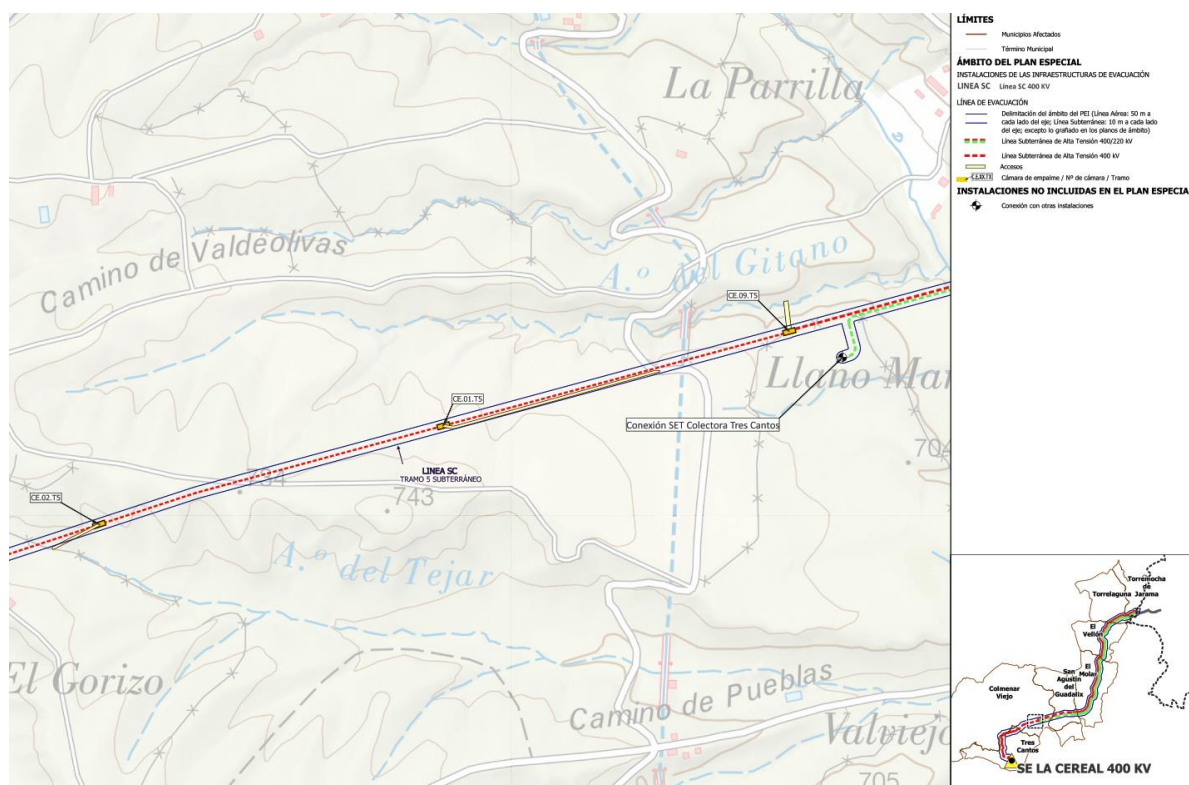 La Parrilla
Camino de Valdeolivas
A.º del Gitano
CE.09.T5
Llano Mar
Conexión SET Colectora Tres Cantos
CE.01.T5
LINEA SC
TRAMO 5 SUBTERRÁNEO
704
743
CE.02.T5
A.º del Tejar
El Gorizo
Camino de Pueblas
Valviejo
705
LÍMITES
Municipios Afectados
Término Municipal
ÁMBITO DEL PLAN ESPECIAL
INSTALACIONES DE LAS INFRAESTRUCTURAS DE EVACUACIÓN
LINEA SC Línea SC 400 KV
LÍNEA DE EVACUACIÓN
Delimitación del ámbito del PEI (Línea Aérea: 50 m a
cada lado del eje; Línea Subterránea: 10 m a cada lado
del eje; excepto lo grafiado en los planos de ámbito)
Línea Subterránea de Alta Tensión 400/220 kV
Línea Subterránea de Alta Tensión 400 kV
Accesos
Cámara de empalme / Nº de cámara / Tramo
INSTALACIONES NO INCLUIDAS EN EL PLAN ESPECIA
Conexión con otras instalaciones
Torremocha
de
Jarama
Torrelaguna
El
Vellón
El
Molar
San
Agustín
del
Guadalix
Colmenar
Viejo
Tres
Cantos
SE LA CEREAL 400 KV